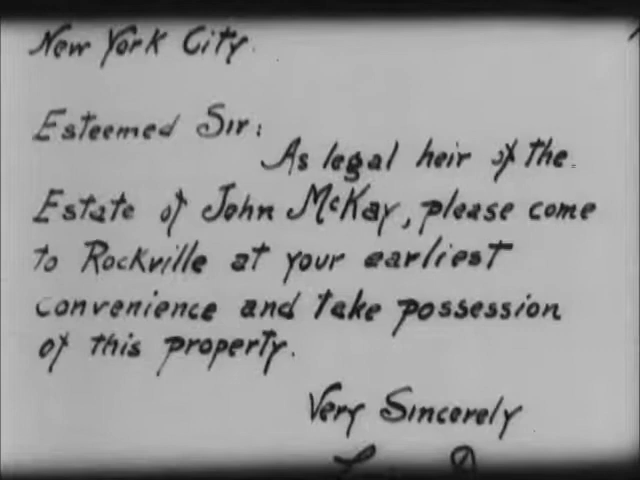 New York City.
Esteemed Sir:
As legal heir of the
Estate of John McKay, please come
to Rockville at your earliest
convenience and take possession
of this property.
Very Sincerely